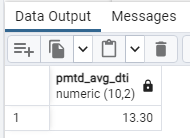 Data Output Messages
pmtd_avg_dti
numeric (10,2)
1 13.30